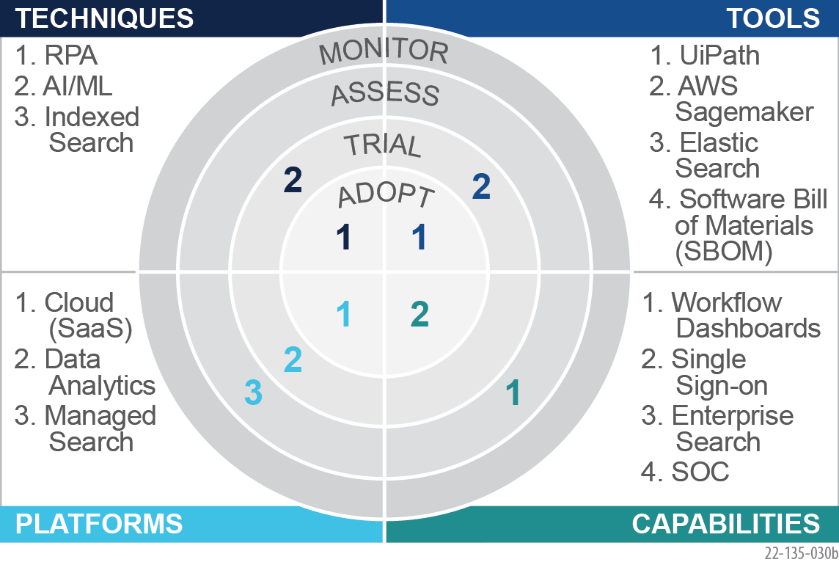 TECHNIQUES
TOOLS
1. RPA
2. AI/ML
3. Indexed
Search
MONITOR
ASSESS
TRIAL
ADOPT
2
1
2
1
1. UiPath
2. AWS
Sagemaker
3. Elastic
Search
4. Software Bill
of Materials
(SBOM)
1. Cloud
(SaaS)
2. Data
Analytics
3. Managed
Search
1
2
3
2
1
1. Workflow
Dashboards
2. Single
Sign-on
3. Enterprise
Search
4. SOC
PLATFORMS
CAPABILITIES
22-135-030b